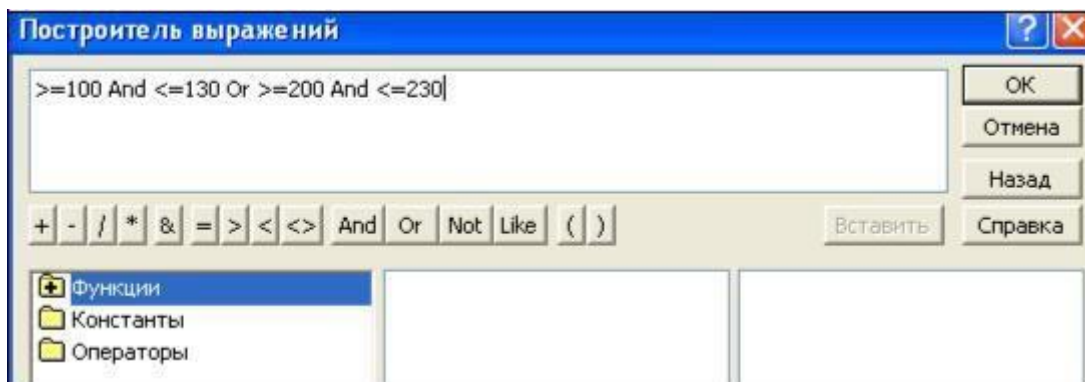 Построитель выражений
?
>=100 And <=130 Or >=200 And <=230
OK
Отмена
Назад
+ - / * & = > < <> And Or Not Like ( ) Вставить Справка
Функции
Константы
Операторы